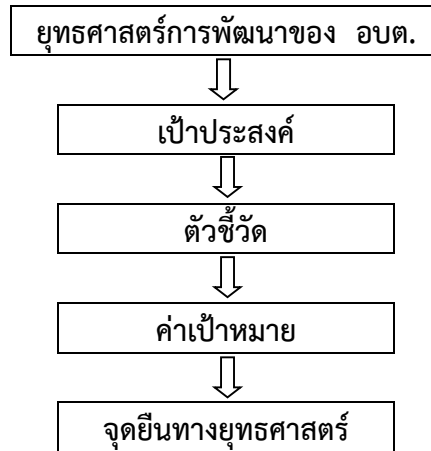 ยุทธศาสตร์การพัฒนาของ อบต.
เป้าประสงค์
ตัวชี้วัด
ค่าเป้าหมาย
จุดยืนทางยุทธศาสตร์